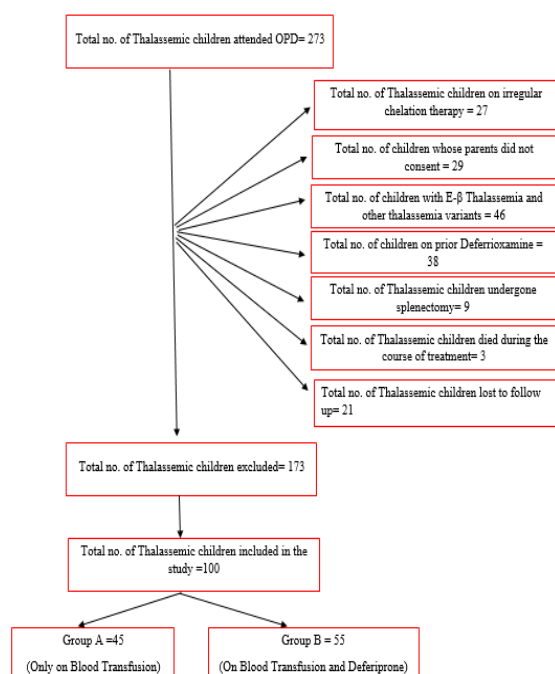 Total no. of Thalassemic children attended OPD= 273
Total no. of Thalassemic children on irregular
chelation therapy = 27
Total no. of children whose parents did not
consent = 29
Total no. of children with E-β Thalassemia and
other thalassemia variants = 46
Total no. of children on prior Deferrioxamine =
38
Total no. of Thalassemic children undergone
splenectomy= 9
Total no. of Thalassemic children died during the
course of treatment= 3
Total no. of Thalassemic children lost to follow
up= 21
Total no. of Thalassemic children excluded= 173
Total no. of Thalassemic children included in the
study =100
Group A =45
(Only on Blood Transfusion)
Group B = 55
(On Blood Transfusion and Deferiprone)